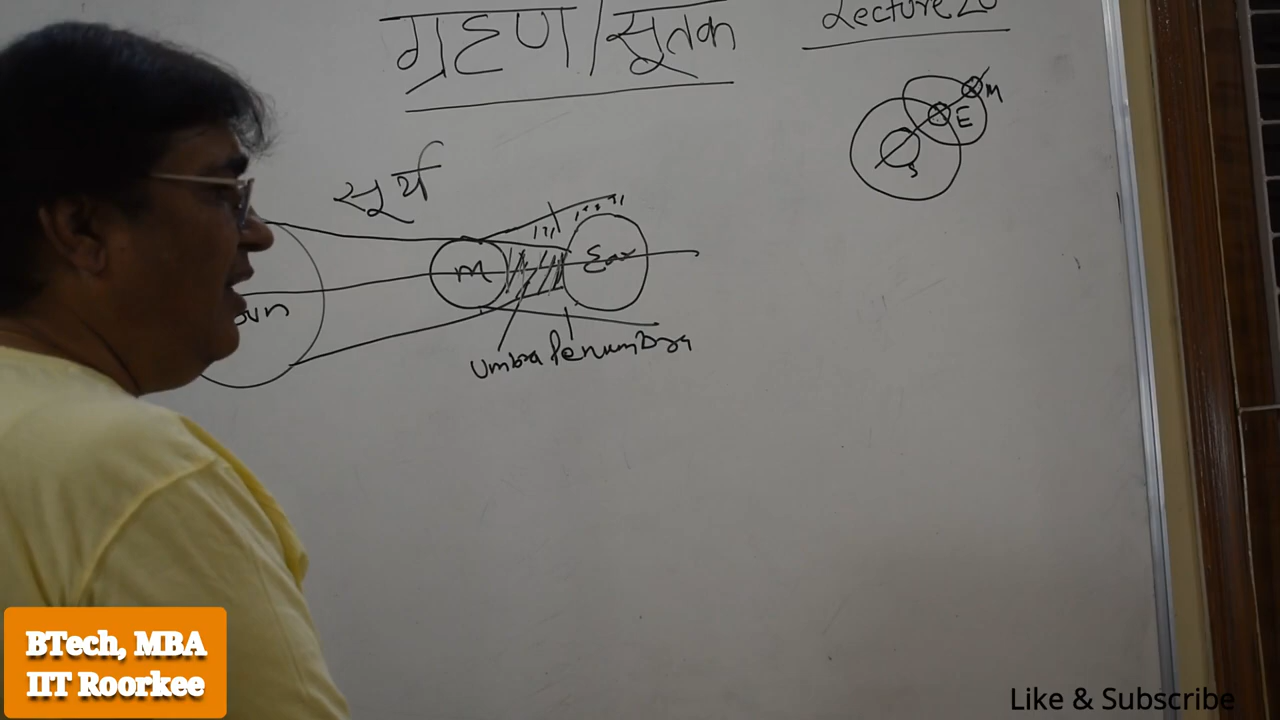 ग्रहण / सूतक
Lecture 20
M
E
S
सूर्य
Sun
M
Ear
Umbra Penumbra
BTech, MBA
IIT Roorkee
Like & Subscribe